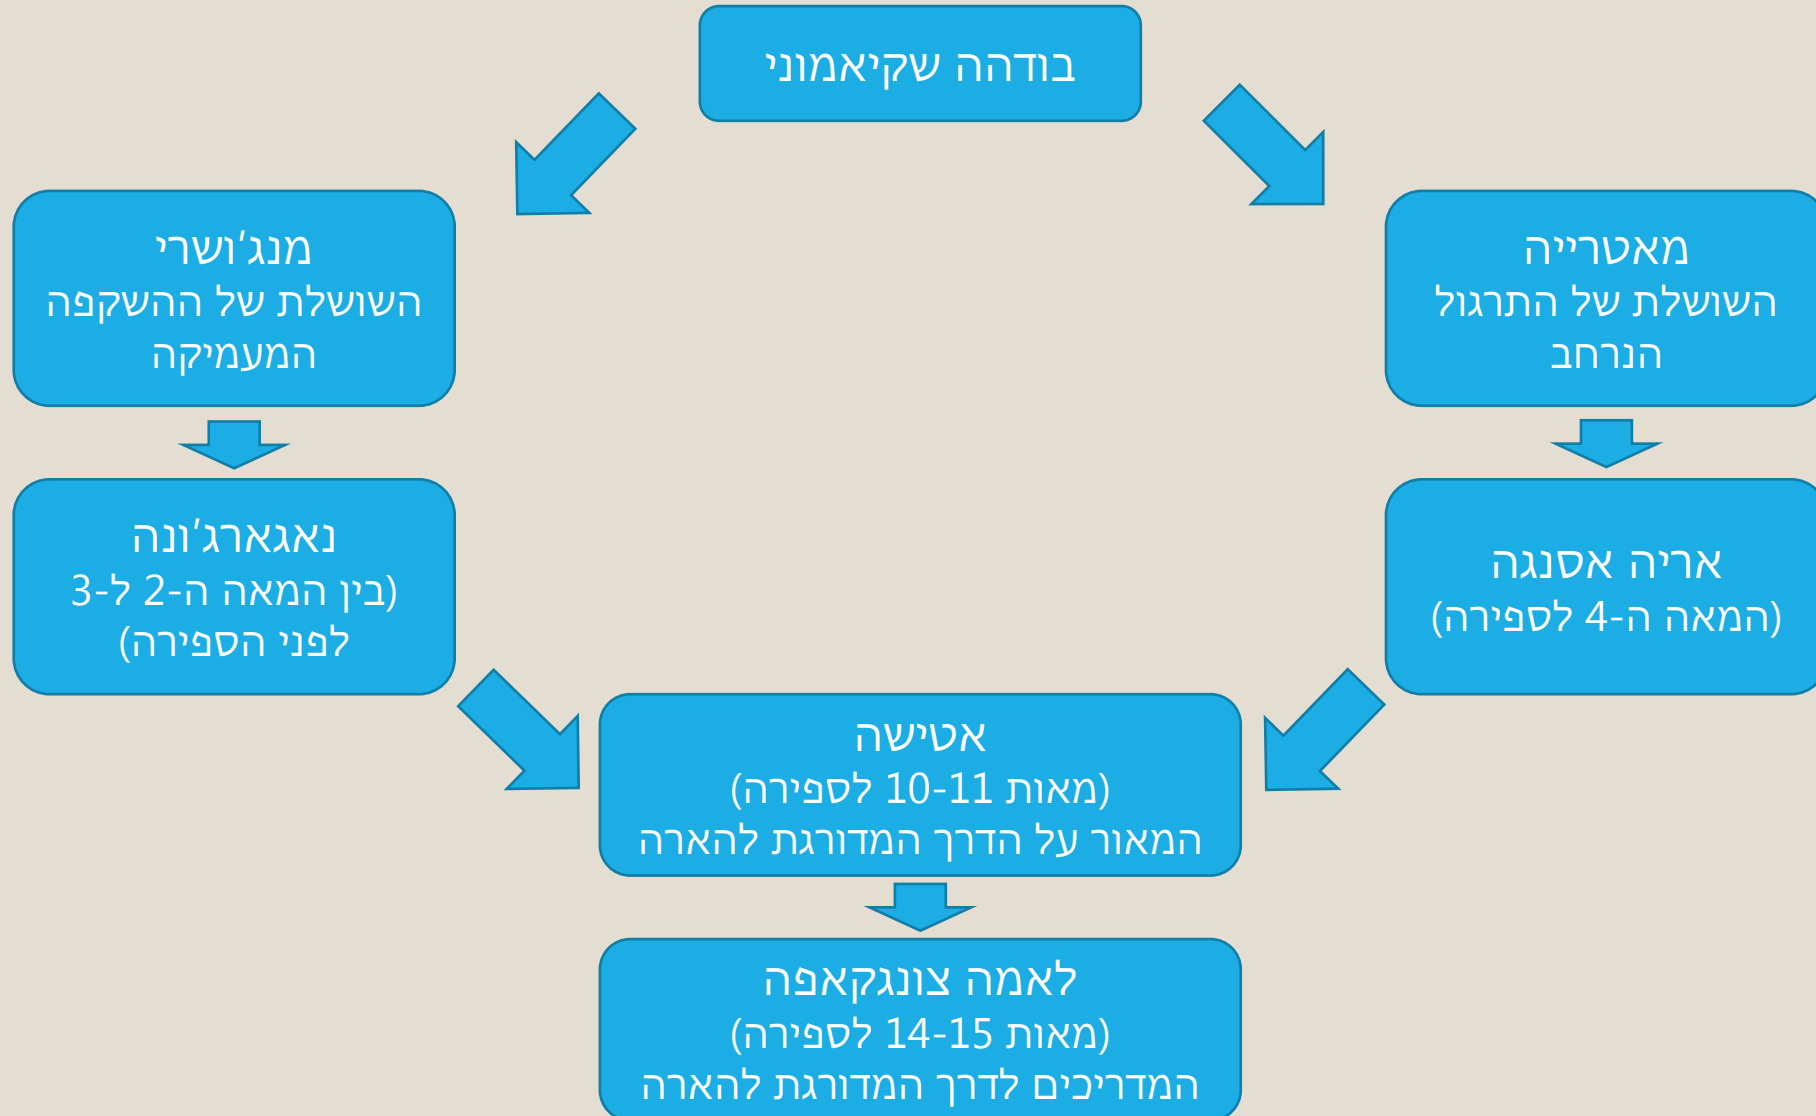 בודהה שקיאמוני
מאטרייה
השושלת של התרגול
הנרחב
מנג'ושרי
השושלת של ההשקפה
המעמיקה
אריה אסנגה
(המאה ה-4 לספירה)
נאגארג'ונה
(בין המאה ה-2 ל-3
לפני הספירה)
אטישה
(מאות 10-11 לספירה)
המאור על הדרך המדורגת להארה
לאמה צונגקאפה
(מאות 14-15 לספירה)
המדריכים לדרך המדורגת להארה